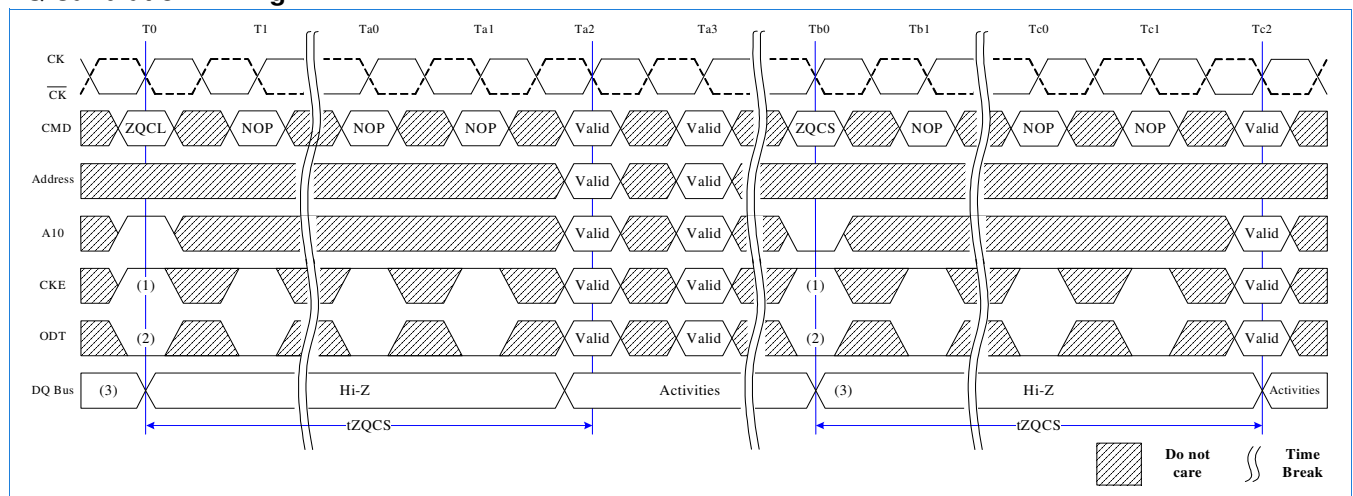 T0 T1 Ta0 Ta1 Ta2 Ta3 Tb0 Tb1 Tc0 Tc1 Tc2
CK
CK
CMD ZQCL NOP NOP NOP Valid Valid ZQCS NOP NOP NOP Valid
Address Valid Valid
A10 Valid Valid Valid
CKE (1) Valid Valid (1) Valid
ODT (2) Valid Valid (2) Valid
DQ Bus (3) Hi-Z Activities (3) Hi-Z Activities
tZQCS tZQCS
Do not care
Time Break